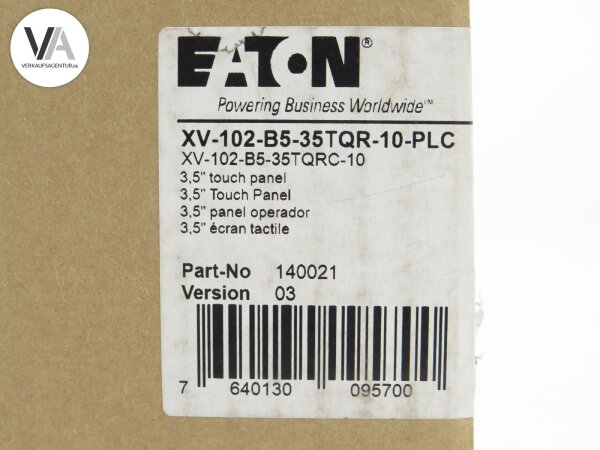 VA
VERKAUFSAGENTUR.DE
EATON®
Powering Business Worldwide™
XV-102-B5-35TQR-10-PLC
XV-102-B5-35TQRC-10
3,5" touch panel
3,5" Touch Panel
3,5" panel operador
3,5" écran tactile
Part-No 140021
Version 03
7 640130 095700